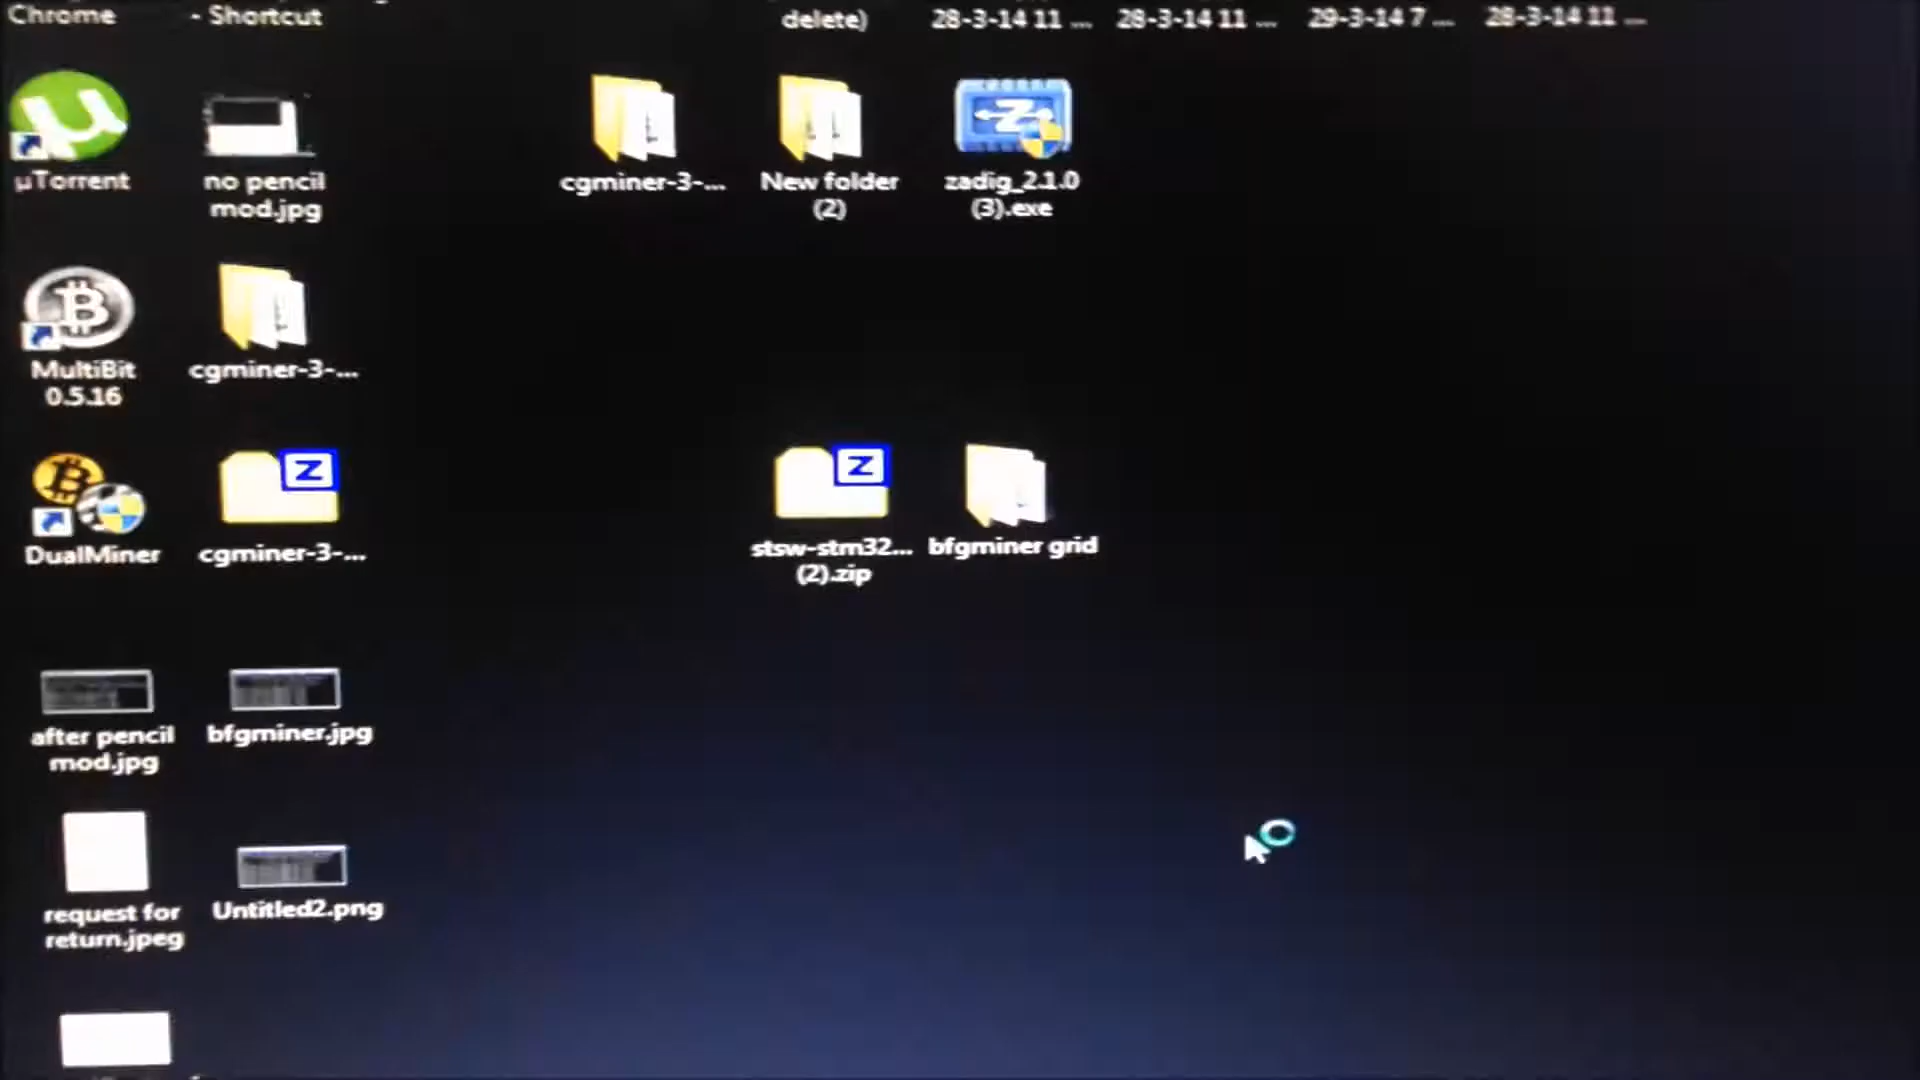 Chrome
- Shortcut
delete)
28-3-14 11 ...
28-3-14 11 ...
29-3-14 7 ...
28-3-14 11 ...
µTorrent
no pencil
mod.jpg
cgminer-3-...
New folder
(2)
Z
zadig_2.1.0
(3).exe
MultiBit
0.5.16
cgminer-3-...
DualMiner
Z
cgminer-3-...
Z
stsw-stm32...
(2).zip
bfgminer grid
after pencil
mod.jpg
bfgminer.jpg
request for
return.jpeg
Untitled2.png